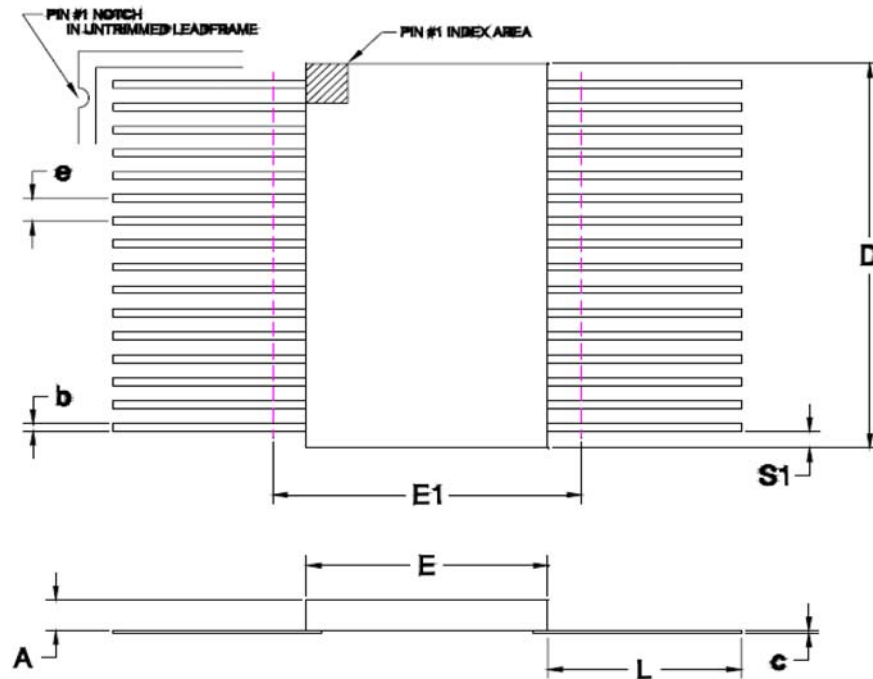 PIN #1 NOTCH
IN UNTRIMMED LEADFRAME
PIN #1 INDEX AREA
e
D
b
S1
E1
E
A
L
c